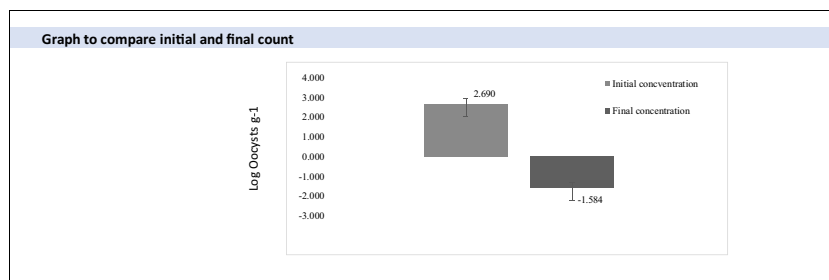 Graph to compare initial and final count
Log Oocysts g-1
4.000
3.000
2.000
1.000
0.000
-1.000
-2.000
-3.000
2.690
-1.584
Initial concventration
Final concentration